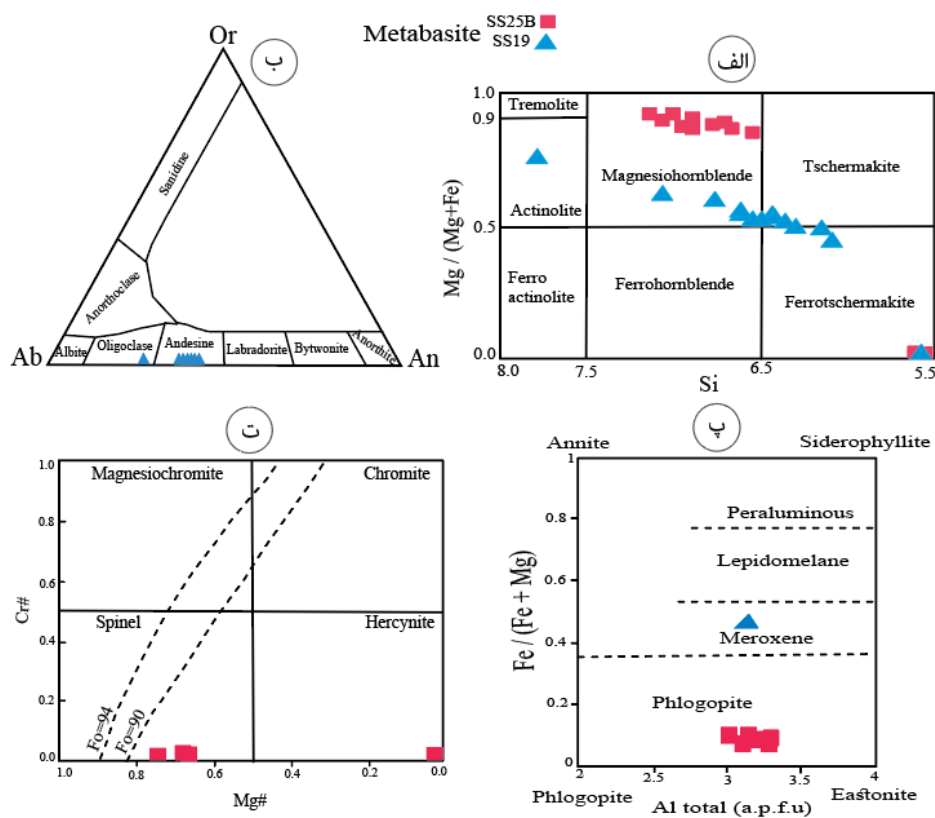 Metabasite
SS25B
SS19
الف
1.0
0.9
0.5
0.0
Mg / (Mg+Fe)
Tremolite
Actinolite
Ferro
actinolite
Magnesiohornblende
Ferrohornblende
Tschermakite
Ferrotschermakite
8.0 7.5 6.5 5.5
Si
ب
Or
Sanidine
Anorthoclase
Albite
Oligoclase
Andesine
Labradorite
Bytwonite
Anorthite
Ab
An
پ
Annite
Siderophyllite
1
0.8
0.6
0.4
0.2
0
Fe / (Fe + Mg)
Peraluminous
Lepidomelane
Meroxene
Phlogopite
2 2.5 3 3.5 4
Phlogopite
Al total (a.p.f.u)
Eastonite
ت
1.0
0.8
0.6
0.4
0.2
0.0
Cr#
Magnesiochromite
Chromite
Spinel
Hercynite
Fo=94
Fo=90
1.0 0.8 0.6 0.4 0.2 0.0
Mg#